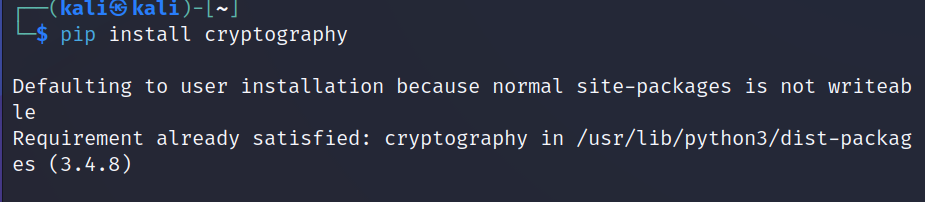 ┌──(kali㉿kali)-[~]
└─$ pip install cryptography
Defaulting to user installation because normal site-packages is not writeab
le
Requirement already satisfied: cryptography in /usr/lib/python3/dist-packag
es (3.4.8)